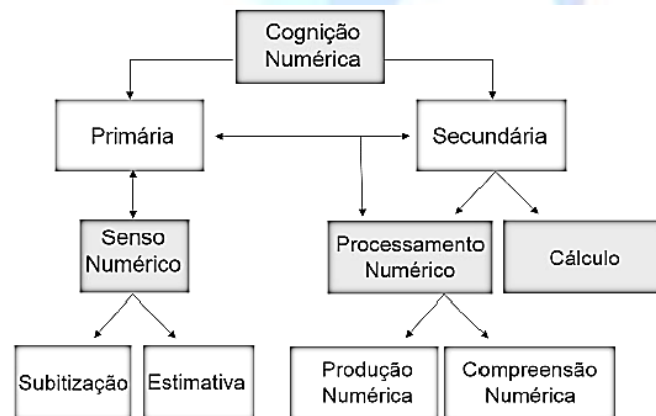 Cognição
Numérica
Primária
Secundária
Senso
Numérico
Processamento
Numérico
Cálculo
Subitização
Estimativa
Produção
Numérica
Compreensão
Numérica